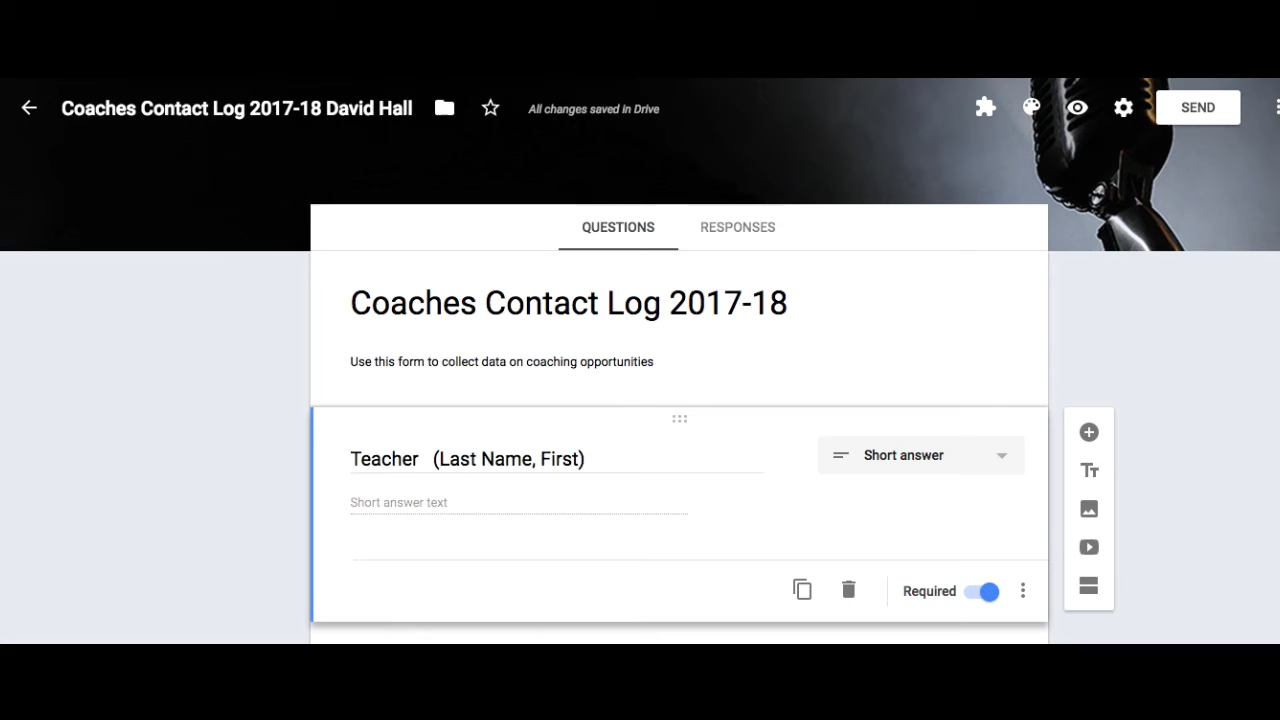 Coaches Contact Log 2017-18 David Hall
All changes saved in Drive
SEND
QUESTIONS
RESPONSES
Coaches Contact Log 2017-18
Use this form to collect data on coaching opportunities
Teacher (Last Name, First)
Short answer
Short answer text
Required
Tт